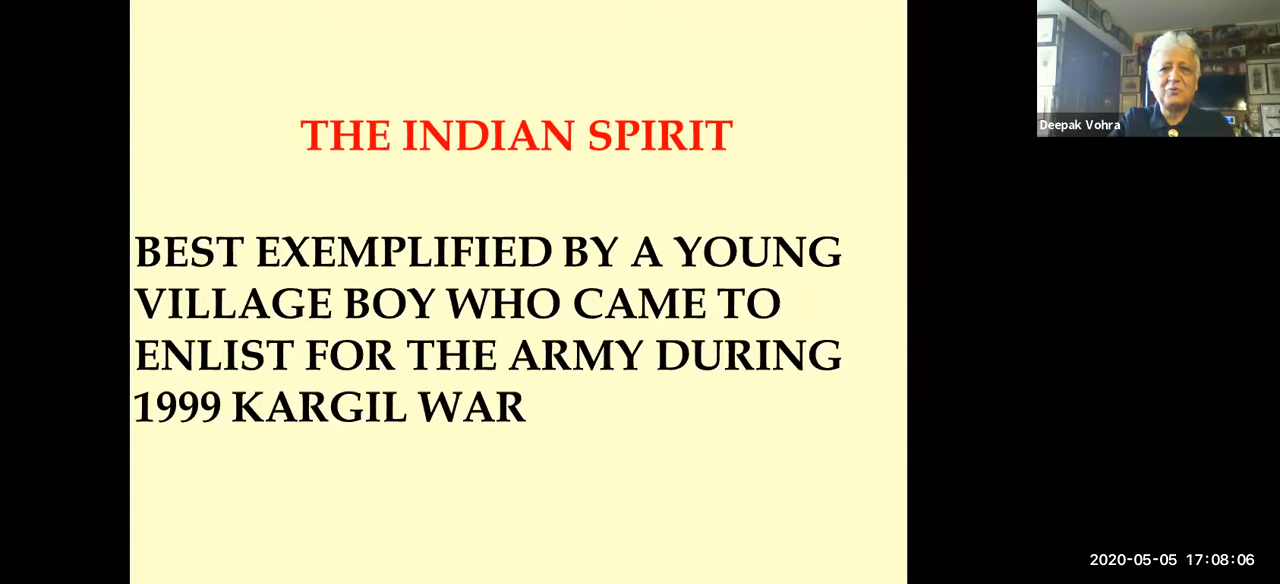 THE INDIAN SPIRIT
BEST EXEMPLIFIED BY A YOUNG
VILLAGE BOY WHO CAME TO
ENLIST FOR THE ARMY DURING
1999 KARGIL WAR
Deepak Vohra
2020-05-05 17:08:06